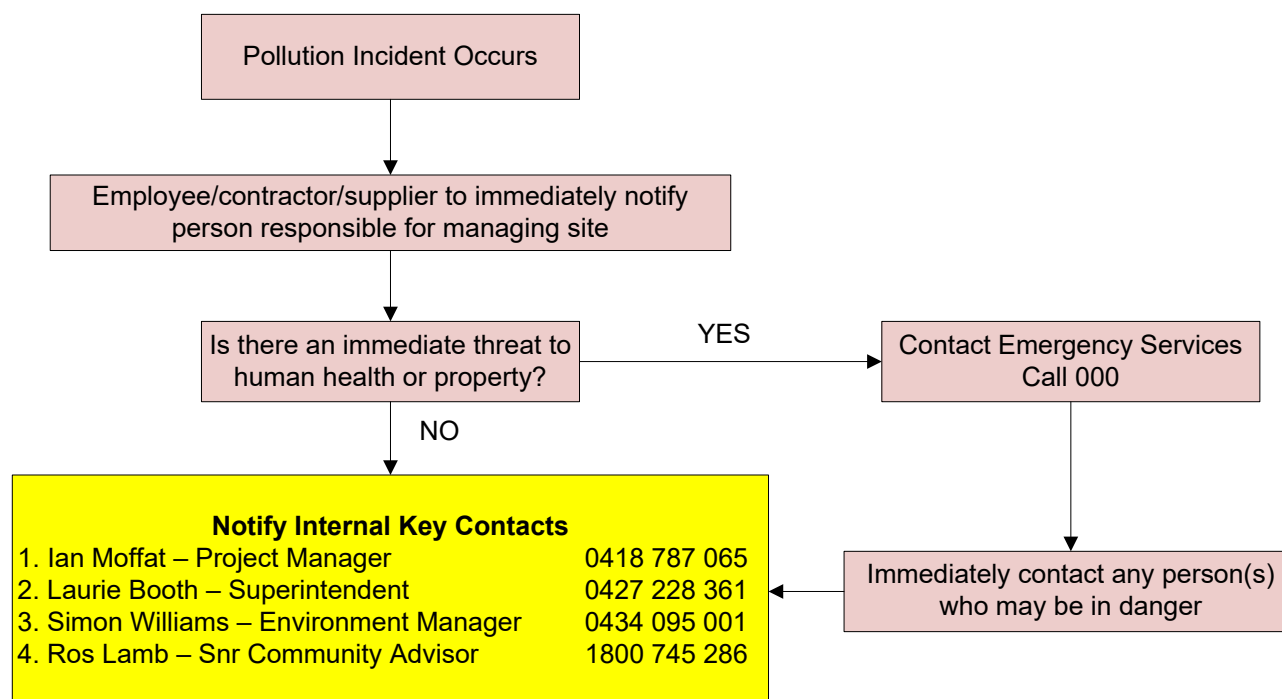 Pollution Incident Occurs
Employee/contractor/supplier to immediately notify
person responsible for managing site
Is there an immediate threat to
human health or property?
YES
Contact Emergency Services
Call 000
NO
Notify Internal Key Contacts
1. Ian Moffat – Project Manager 0418 787 065
2. Laurie Booth – Superintendent 0427 228 361
3. Simon Williams – Environment Manager 0434 095 001
4. Ros Lamb – Snr Community Advisor 1800 745 286
Immediately contact any person(s)
who may be in danger